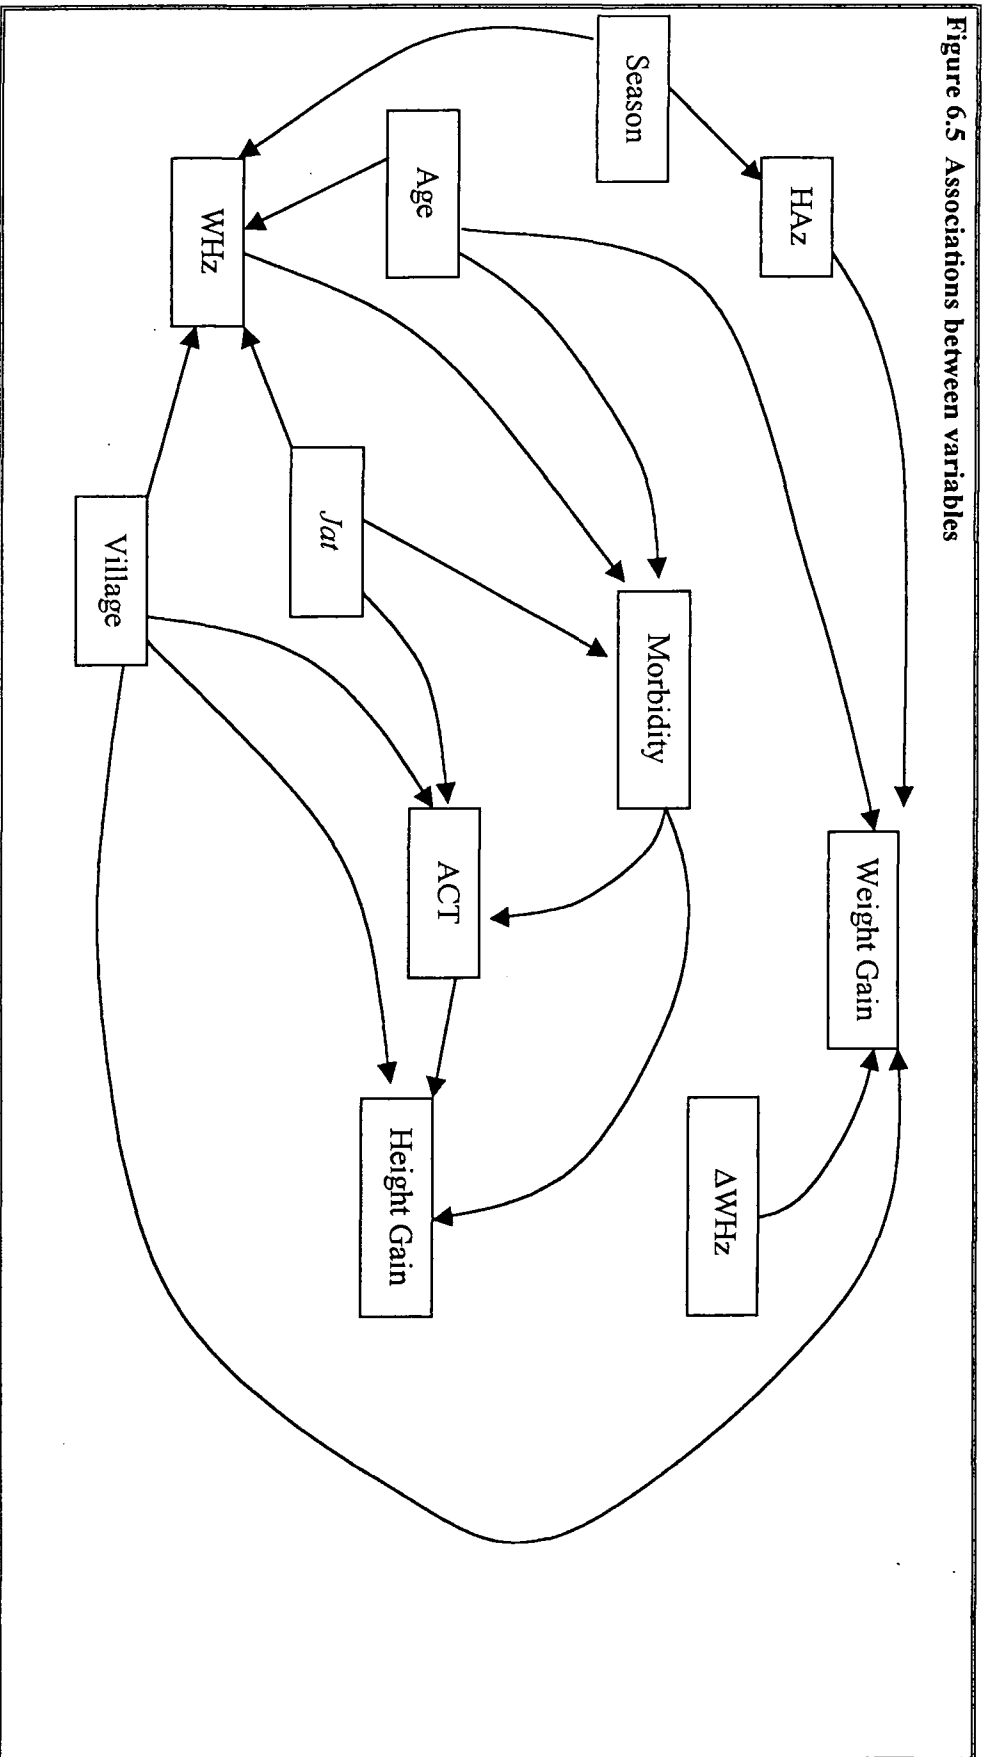 Figure 6.5 Associations between variables
HAz
Season
Age
WHz
Jat
Village
Morbidity
ACT
Weight Gain
ΔWHz
Height Gain